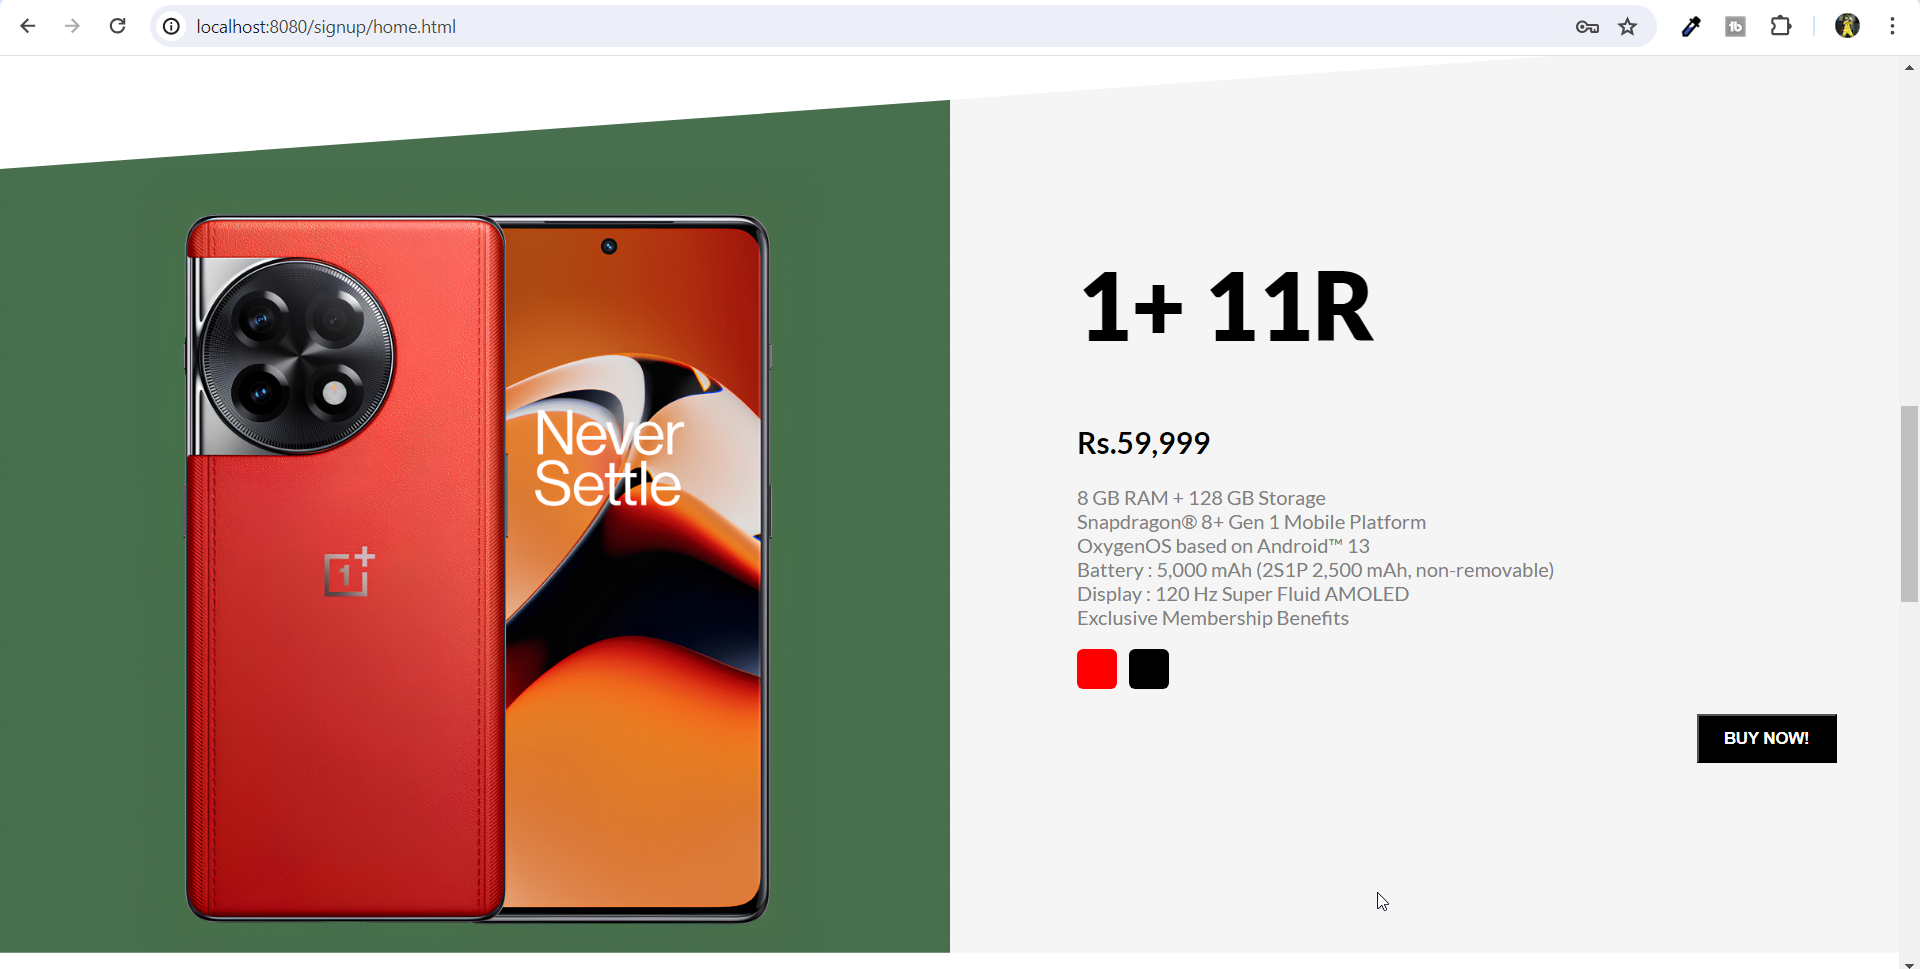 localhost:8080/signup/home.html
Never
Settle
1+ 11R
Rs.59,999
8 GB RAM + 128 GB Storage
Snapdragon® 8+ Gen 1 Mobile Platform
OxygenOS based on Android™ 13
Battery : 5,000 mAh (2S1P 2,500 mAh, non-removable)
Display : 120 Hz Super Fluid AMOLED
Exclusive Membership Benefits
BUY NOW!